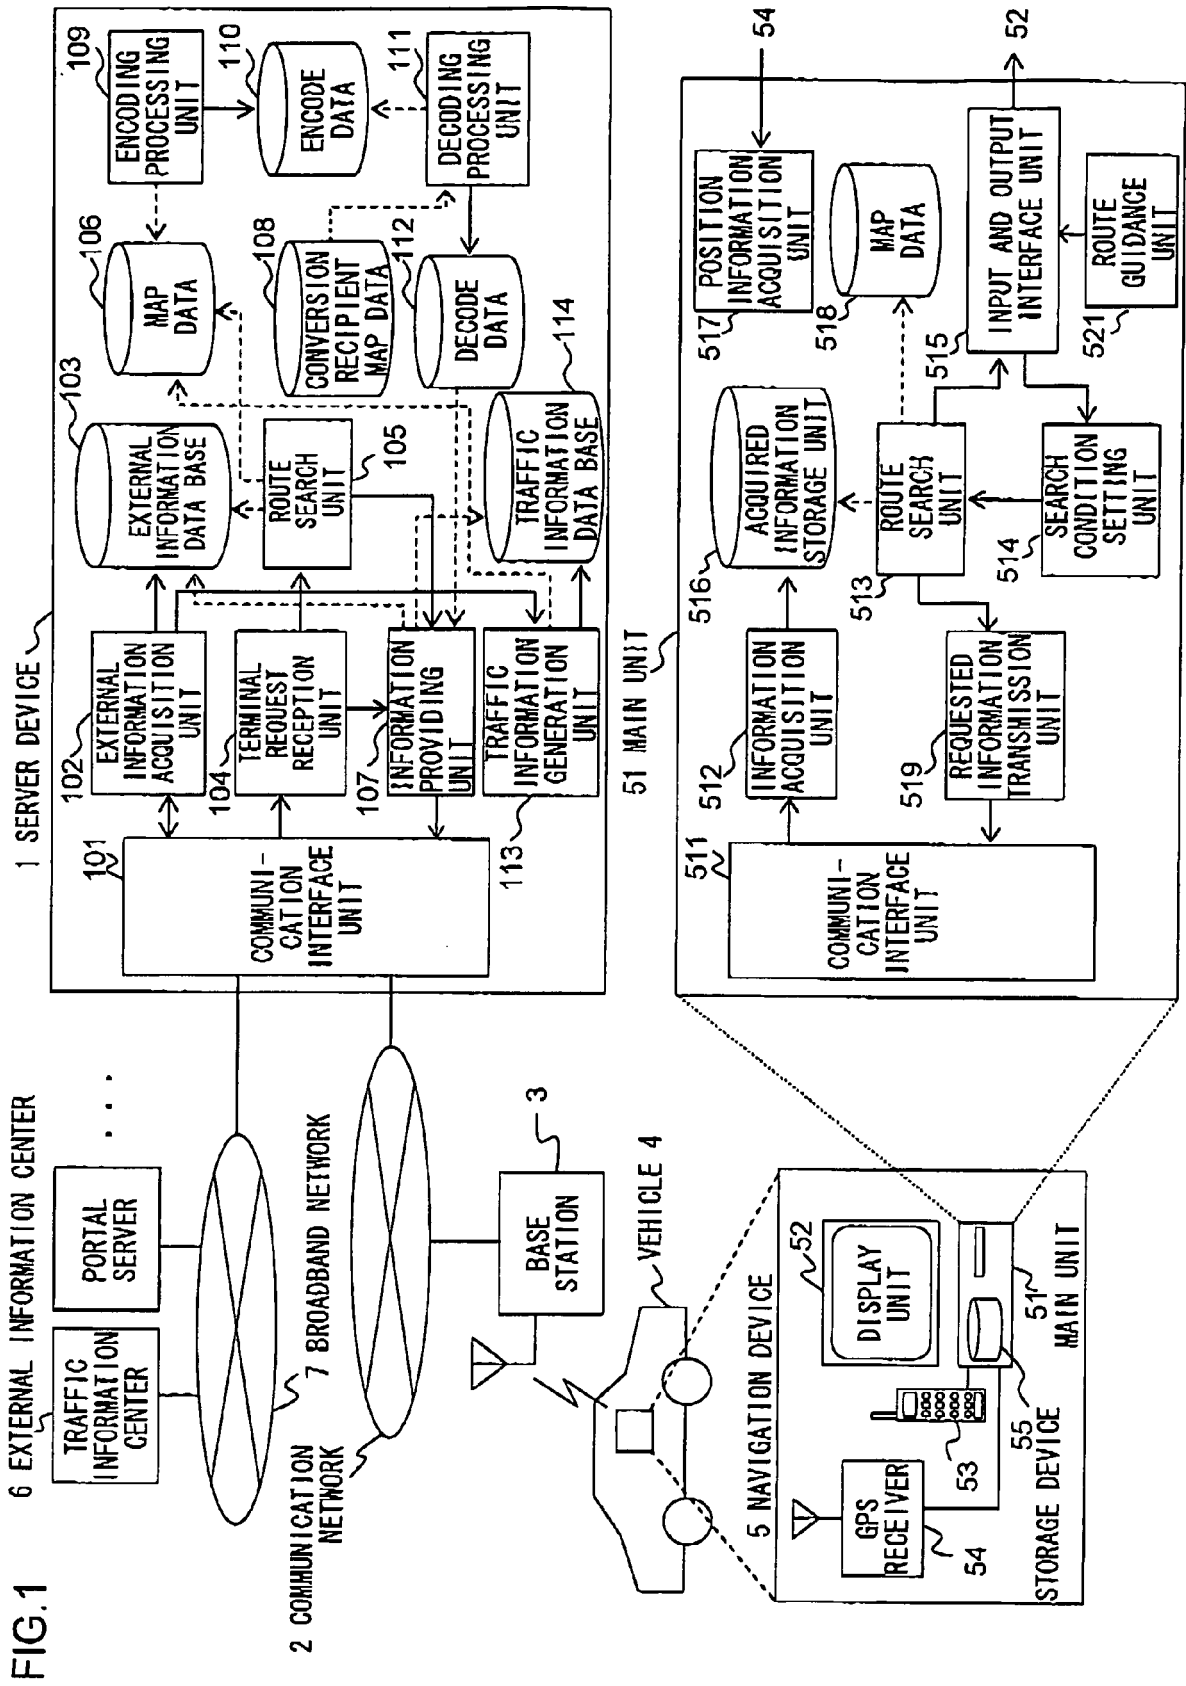 FIG.1
6 EXTERNAL INFORMATION CENTER
TRAFFIC
INFORMATION
CENTER
PORTAL
SERVER
...
7 BROADBAND NETWORK
2 COMMUNICATION
NETWORK
BASE
STATION
3
VEHICLE 4
5 NAVIGATION DEVICE
GPS
RECEIVER
54
53
DISPLAY
UNIT
52
55
STORAGE DEVICE
51
MAIN UNIT
1 SERVER DEVICE
101
COMMUNI-
CATION
INTERFACE
UNIT
102
EXTERNAL
INFORMATION
ACQUISITION
UNIT
104
TERMINAL
REQUEST
RECEPTION
UNIT
107
INFORMATION
PROVIDING
UNIT
113
TRAFFIC
INFORMATION
GENERATION
UNIT
103
EXTERNAL
INFORMATION
DATA BASE
ROUTE
SEARCH
UNIT
105
TRAFFIC
INFORMATION
DATA BASE
114
106
MAP
DATA
108
CONVERSION
RECIPIENT
MAP DATA
112
DECODE
DATA
109
ENCODING
PROCESSING
UNIT
110
ENCODE
DATA
111
DECODING
PROCESSING
UNIT
51 MAIN UNIT
511
COMMUNI-
CATION
INTERFACE
UNIT
512
INFORMATION
ACQUISITION
UNIT
519
REQUESTED
INFORMATION
TRANSMISSION
UNIT
516
ACQUIRED
INFORMATION
STORAGE UNIT
513
ROUTE
SEARCH
UNIT
514
SEARCH
CONDITION
SETTING
UNIT
517
POSITION
INFORMATION
ACQUISITION
UNIT
518
MAP
DATA
515
INPUT AND OUTPUT
INTERFACE UNIT
521
ROUTE
GUIDANCE
UNIT
54
52